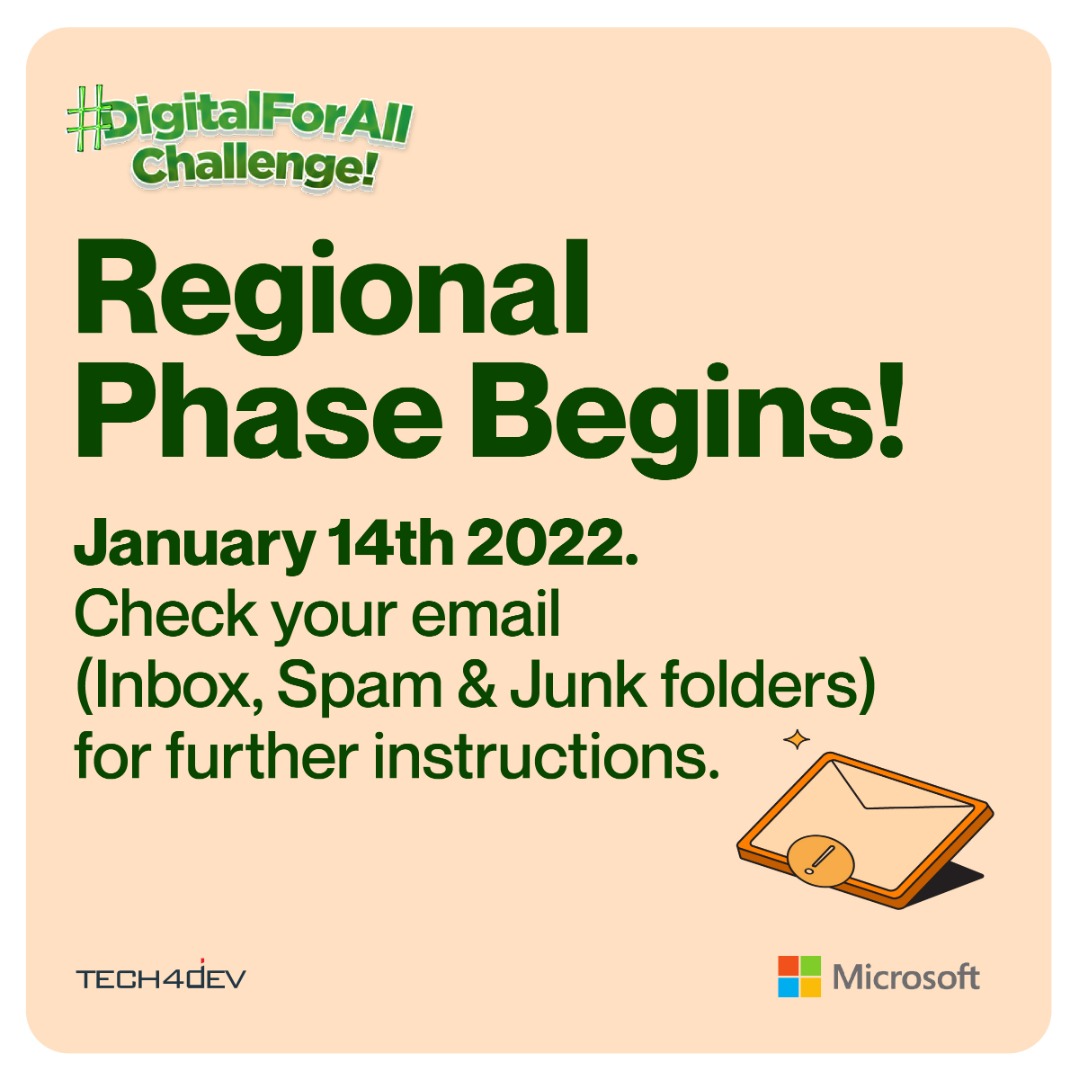 #DigitalForAll
Challenge!
Regional
Phase Begins!
January 14th 2022.
Check your email
(Inbox, Spam & Junk folders)
for further instructions.
TECH4DEV
Microsoft